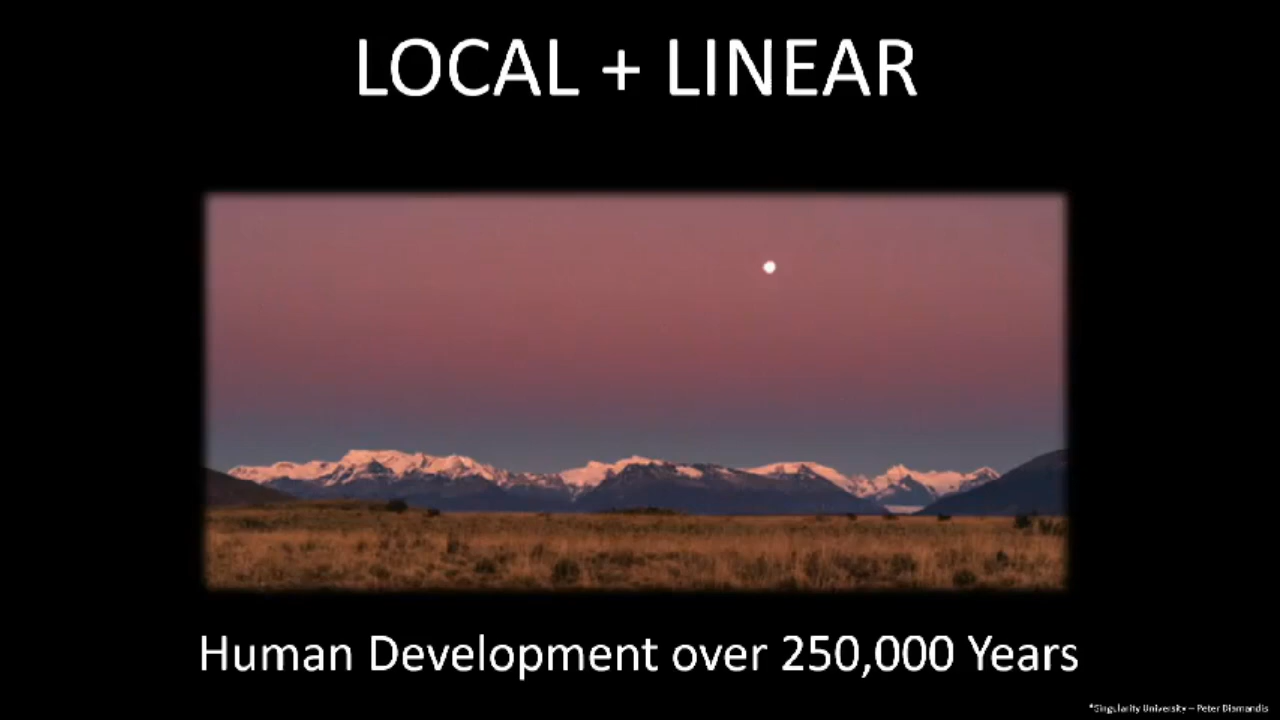 LOCAL + LINEAR
Human Development over 250,000 Years
*Singularity University – Peter Diamandis